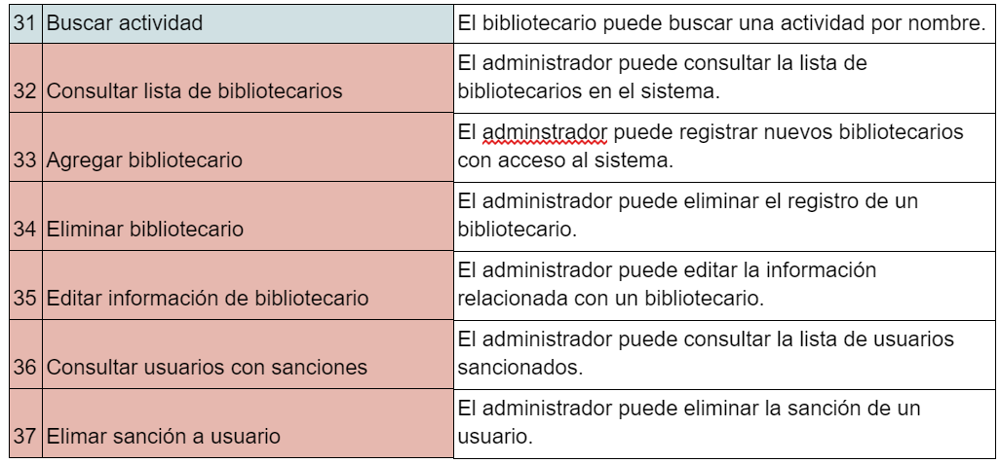 31 Buscar actividad El bibliotecario puede buscar una actividad por nombre.
El administrador puede consultar la lista de
32 Consultar lista de bibliotecarios bibliotecarios en el sistema.
El adminstrador puede registrar nuevos bibliotecarios
33 Agregar bibliotecario con acceso al sistema.
El administrador puede eliminar el registro de un
34 Eliminar bibliotecario bibliotecario.
El administrador puede editar la información
35 Editar información de bibliotecario relacionada con un bibliotecario.
El administrador puede consultar la lista de usuarios
36 Consultar usuarios con sanciones sancionados.
El administrador puede eliminar la sanción de un
37 Elimar sanción a usuario usuario.